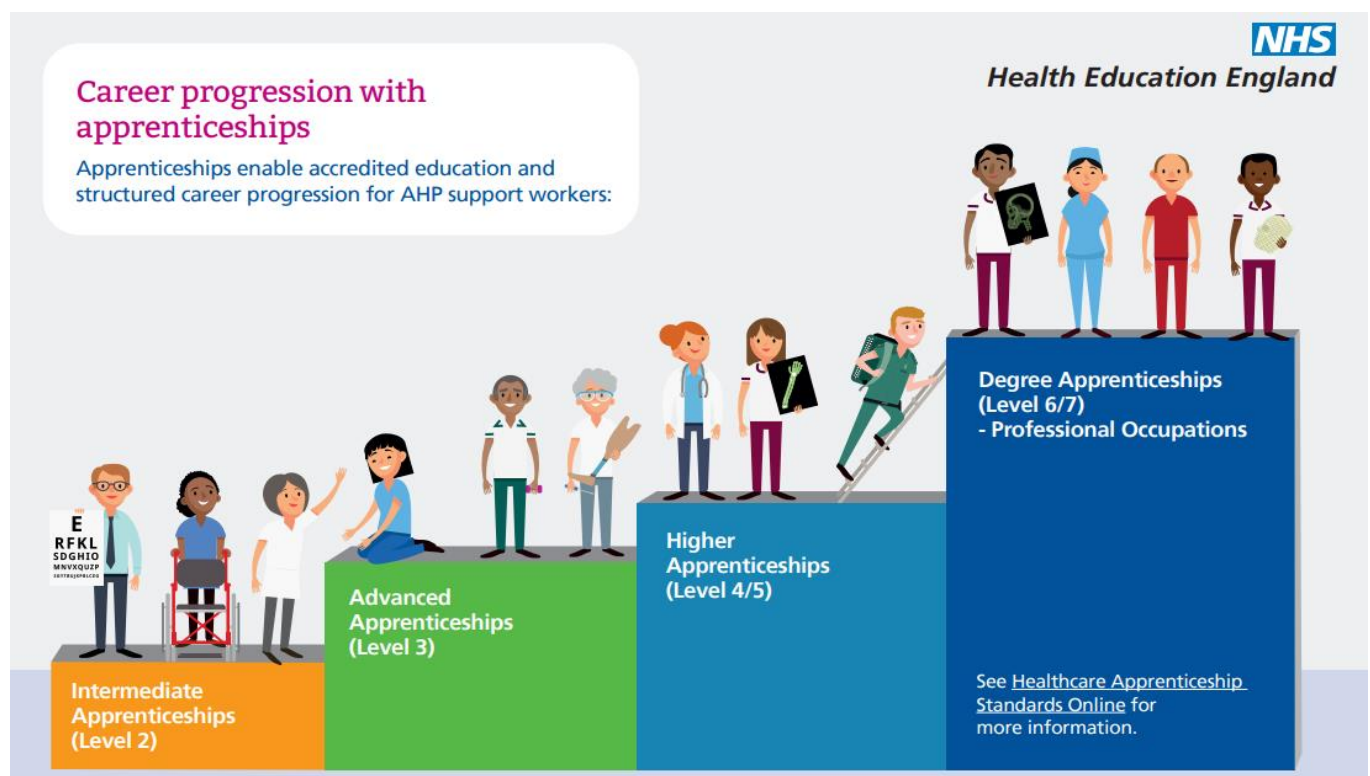 NHS
Health Education England
Career progression with
apprenticeships
Apprenticeships enable accredited education and
structured career progression for AHP support workers:
E
RFKL
SDGHIO
MNVXQUZP
Intermediate
Apprenticeships
(Level 2)
Advanced
Apprenticeships
(Level 3)
Higher
Apprenticeships
(Level 4/5)
Degree Apprenticeships
(Level 6/7)
- Professional Occupations
See Healthcare Apprenticeship
Standards Online for
more information.